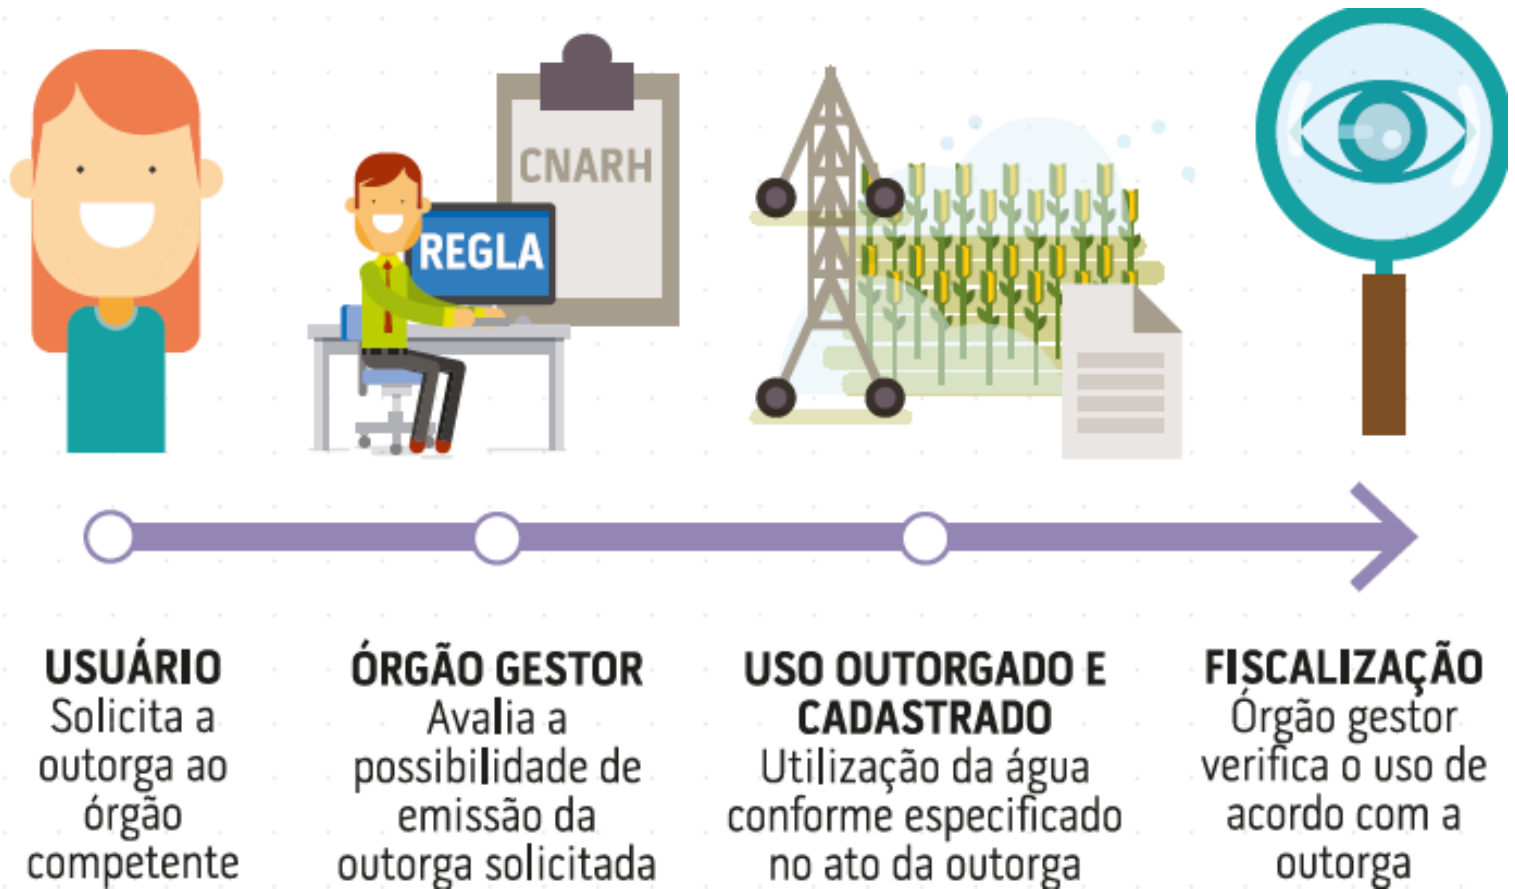 CNARH
REGLA
USUÁRIO
Solicita a
outorga ao
órgão
competente
ÓRGÃO GESTOR
Avalia a
possibilidade de
emissão da
outorga solicitada
USO OUTORGADO E
CADASTRADO
Utilização da água
conforme especificado
no ato da outorga
FISCALIZAÇÃO
Órgão gestor
verifica o uso de
acordo com a
outorga